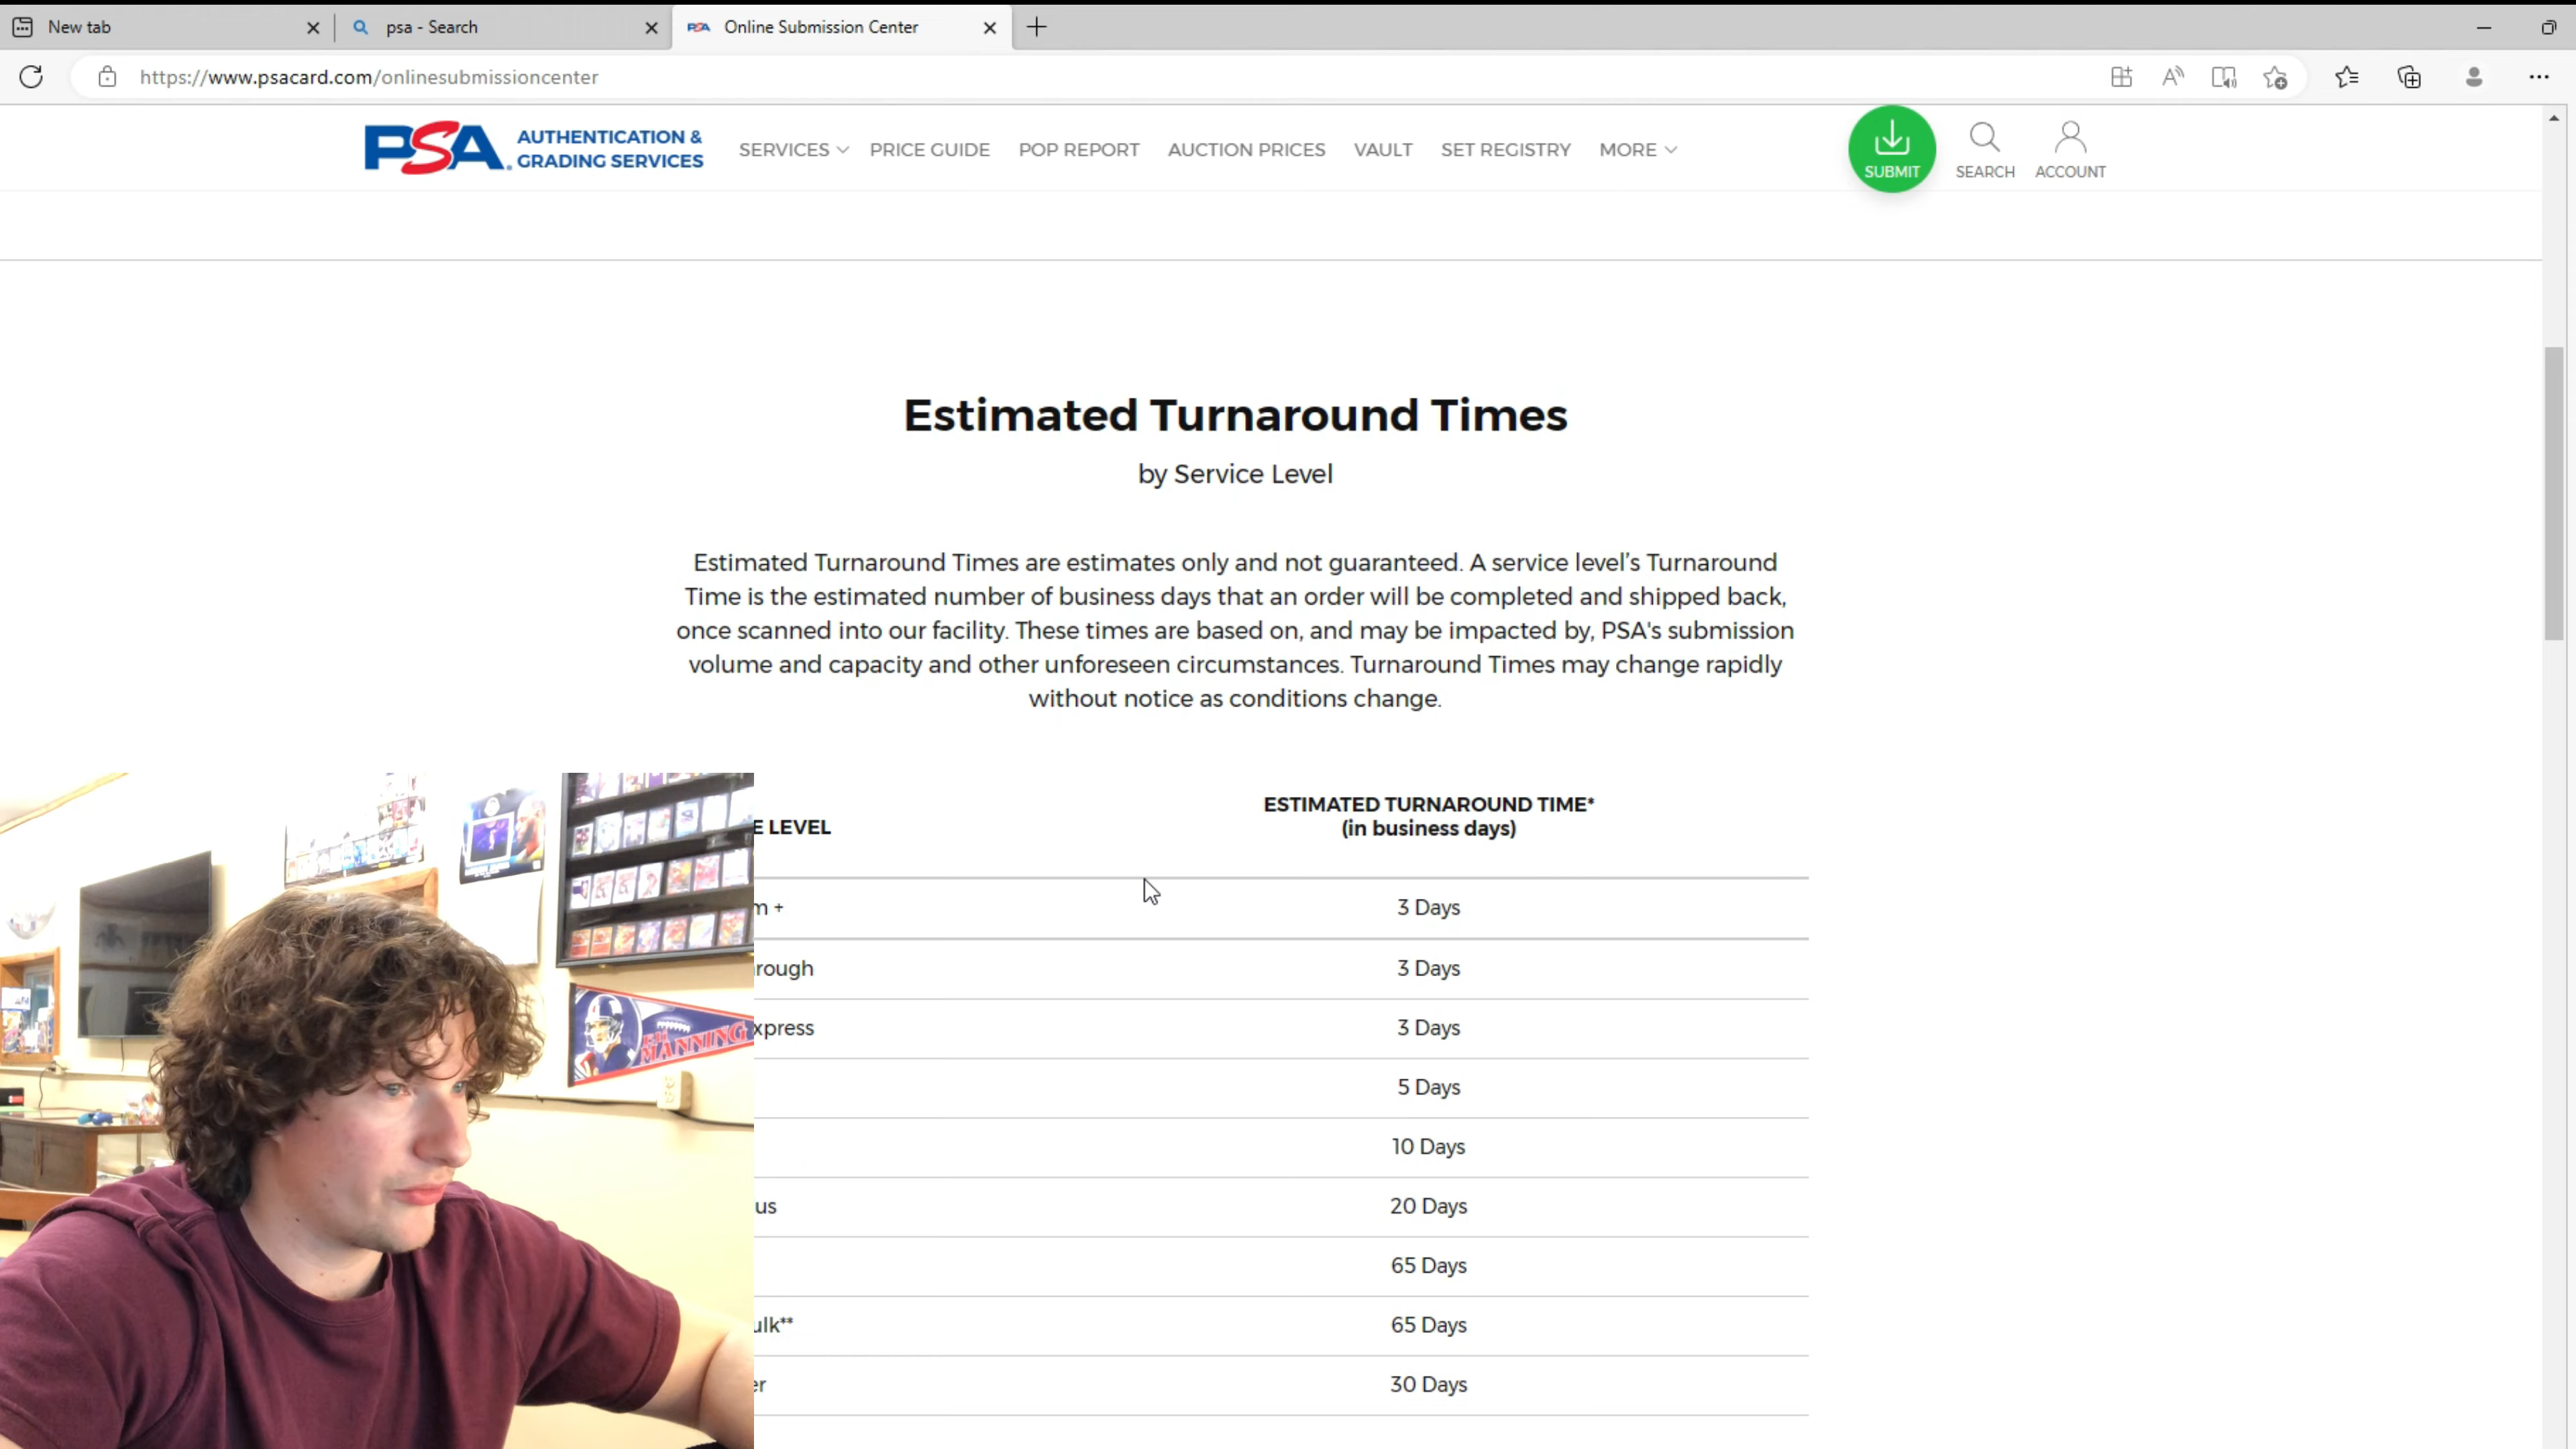 New tab
psa - Search
PSA Online Submission Center
https://www.psacard.com/onlinesubmissioncenter
PSA AUTHENTICATION &
GRADING SERVICES
SERVICES PRICE GUIDE POP REPORT AUCTION PRICES VAULT SET REGISTRY MORE
SUBMIT SEARCH ACCOUNT
Estimated Turnaround Times
by Service Level
Estimated Turnaround Times are estimates only and not guaranteed. A service level's Turnaround
Time is the estimated number of business days that an order will be completed and shipped back,
once scanned into our facility. These times are based on, and may be impacted by, PSA's submission
volume and capacity and other unforeseen circumstances. Turnaround Times may change rapidly
without notice as conditions change.
E LEVEL
ESTIMATED TURNAROUND TIME*
(in business days)
m + 3 Days
rough 3 Days
xpress 3 Days
5 Days
10 Days
us 20 Days
65 Days
ulk** 65 Days
er 30 Days
MANNING